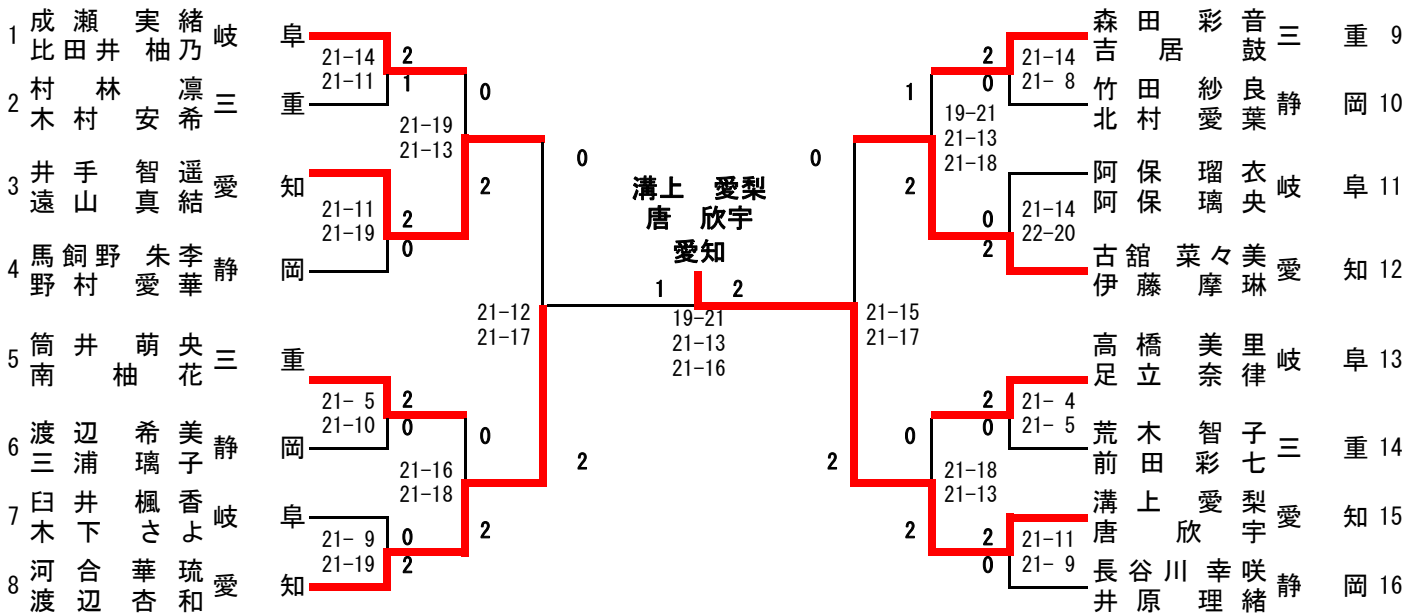 1 成瀬実緒 岐阜
比田井柚乃
21-14 2
21-11 1
2 村林凛 三重
木村安希
0
21-19
21-13
2
3 井手智遥 愛知
遠山真結
21-11 2
21-19 0
4 馬飼野朱李 静岡
野村愛華
0
21-12
21-17
2
5 筒井萌央 三重
南柚花
21- 5 2
21-10 0
6 渡辺希美 静岡
三浦璃子
0
21-16
21-18
2
7 臼井楓香 岐阜
木下さよ
21- 9 0
21-19 2
8 河合華琉 愛知
渡辺杏和
溝上 愛梨
唐 欣宇
愛知
1 2
19-21
21-13
21-16
森田彩音 三重 9
吉居鼓
2 21-14
0 21- 8
竹田紗良 静岡 10
北村愛葉
1
19-21
21-13
21-18
2
阿保瑠衣 岐阜 11
阿保璃央
0 21-14
2 22-20
古舘菜々美 愛知 12
伊藤摩琳
0
21-15
21-17
2
高橋美里 岐阜 13
足立奈律
2 21- 4
0 21- 5
荒木智子 三重 14
前田彩七
0
21-18
21-13
2
溝上愛梨 愛知 15
唐欣宇
2 21-11
0 21- 9
長谷川幸咲 静岡 16
井原理緒